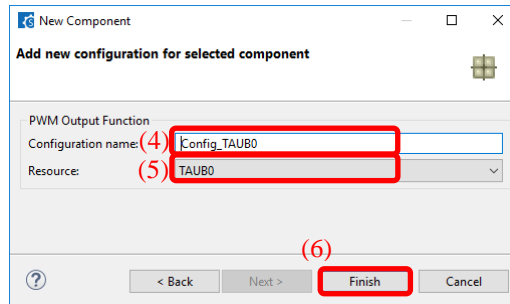 New Component
Add new configuration for selected component
PWM Output Function
Configuration name: (4) Config_TAUB0
Resource: (5) TAUB0
(6)
? < Back Next > Finish Cancel